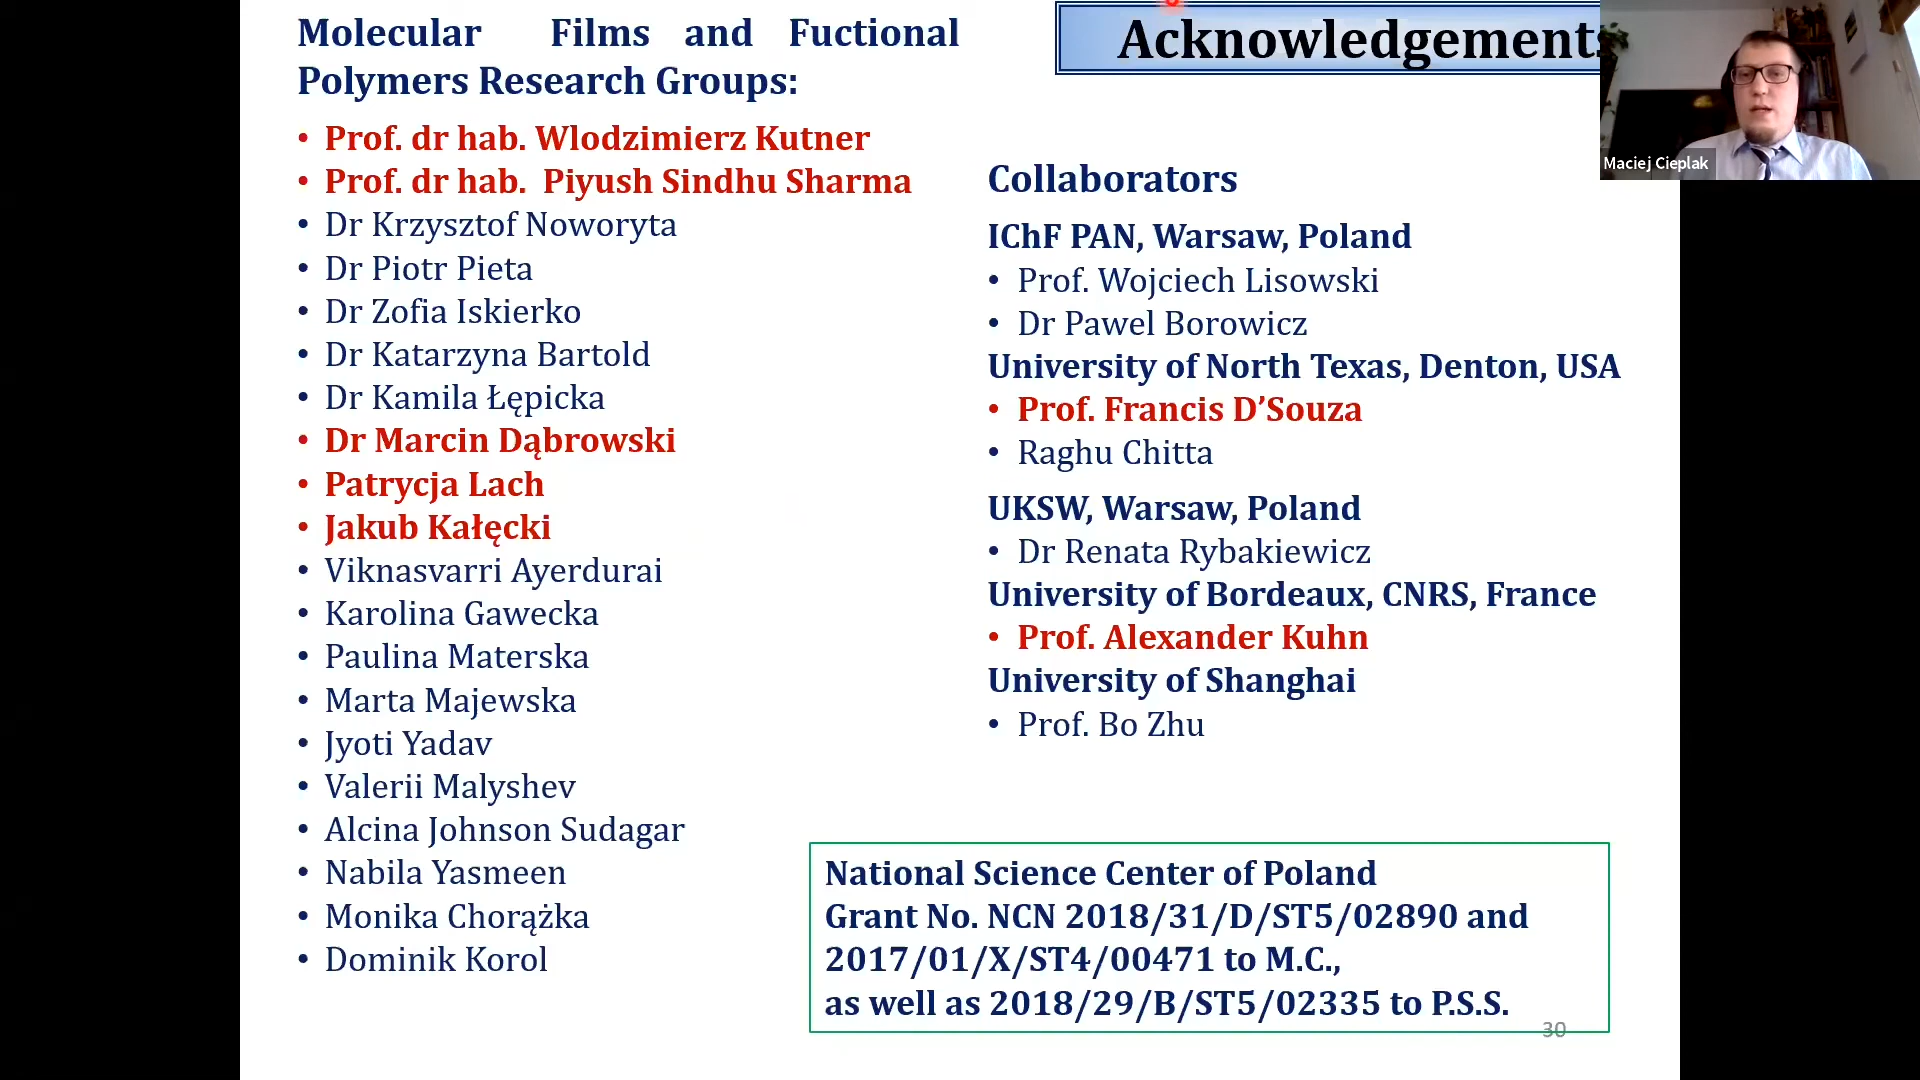 Molecular Films and Fuctional
Polymers Research Groups:
• Prof. dr hab. Wlodzimierz Kutner
• Prof. dr hab. Piyush Sindhu Sharma
• Dr Krzysztof Noworyta
• Dr Piotr Pieta
• Dr Zofia Iskierko
• Dr Katarzyna Bartold
• Dr Kamila Łępicka
• Dr Marcin Dąbrowski
• Patrycja Lach
• Jakub Kałęcki
• Viknasvarri Ayerdurai
• Karolina Gawecka
• Paulina Materska
• Marta Majewska
• Jyoti Yadav
• Valerii Malyshev
• Alcina Johnson Sudagar
• Nabila Yasmeen
• Monika Chorążka
• Dominik Korol
Acknowledgements
Maciej Cieplak
Collaborators
IChF PAN, Warsaw, Poland
• Prof. Wojciech Lisowski
• Dr Pawel Borowicz
University of North Texas, Denton, USA
• Prof. Francis D’Souza
• Raghu Chitta
UKSW, Warsaw, Poland
• Dr Renata Rybakiewicz
University of Bordeaux, CNRS, France
• Prof. Alexander Kuhn
University of Shanghai
• Prof. Bo Zhu
National Science Center of Poland
Grant No. NCN 2018/31/D/ST5/02890 and
2017/01/X/ST4/00471 to M.C.,
as well as 2018/29/B/ST5/02335 to P.S.S.
30